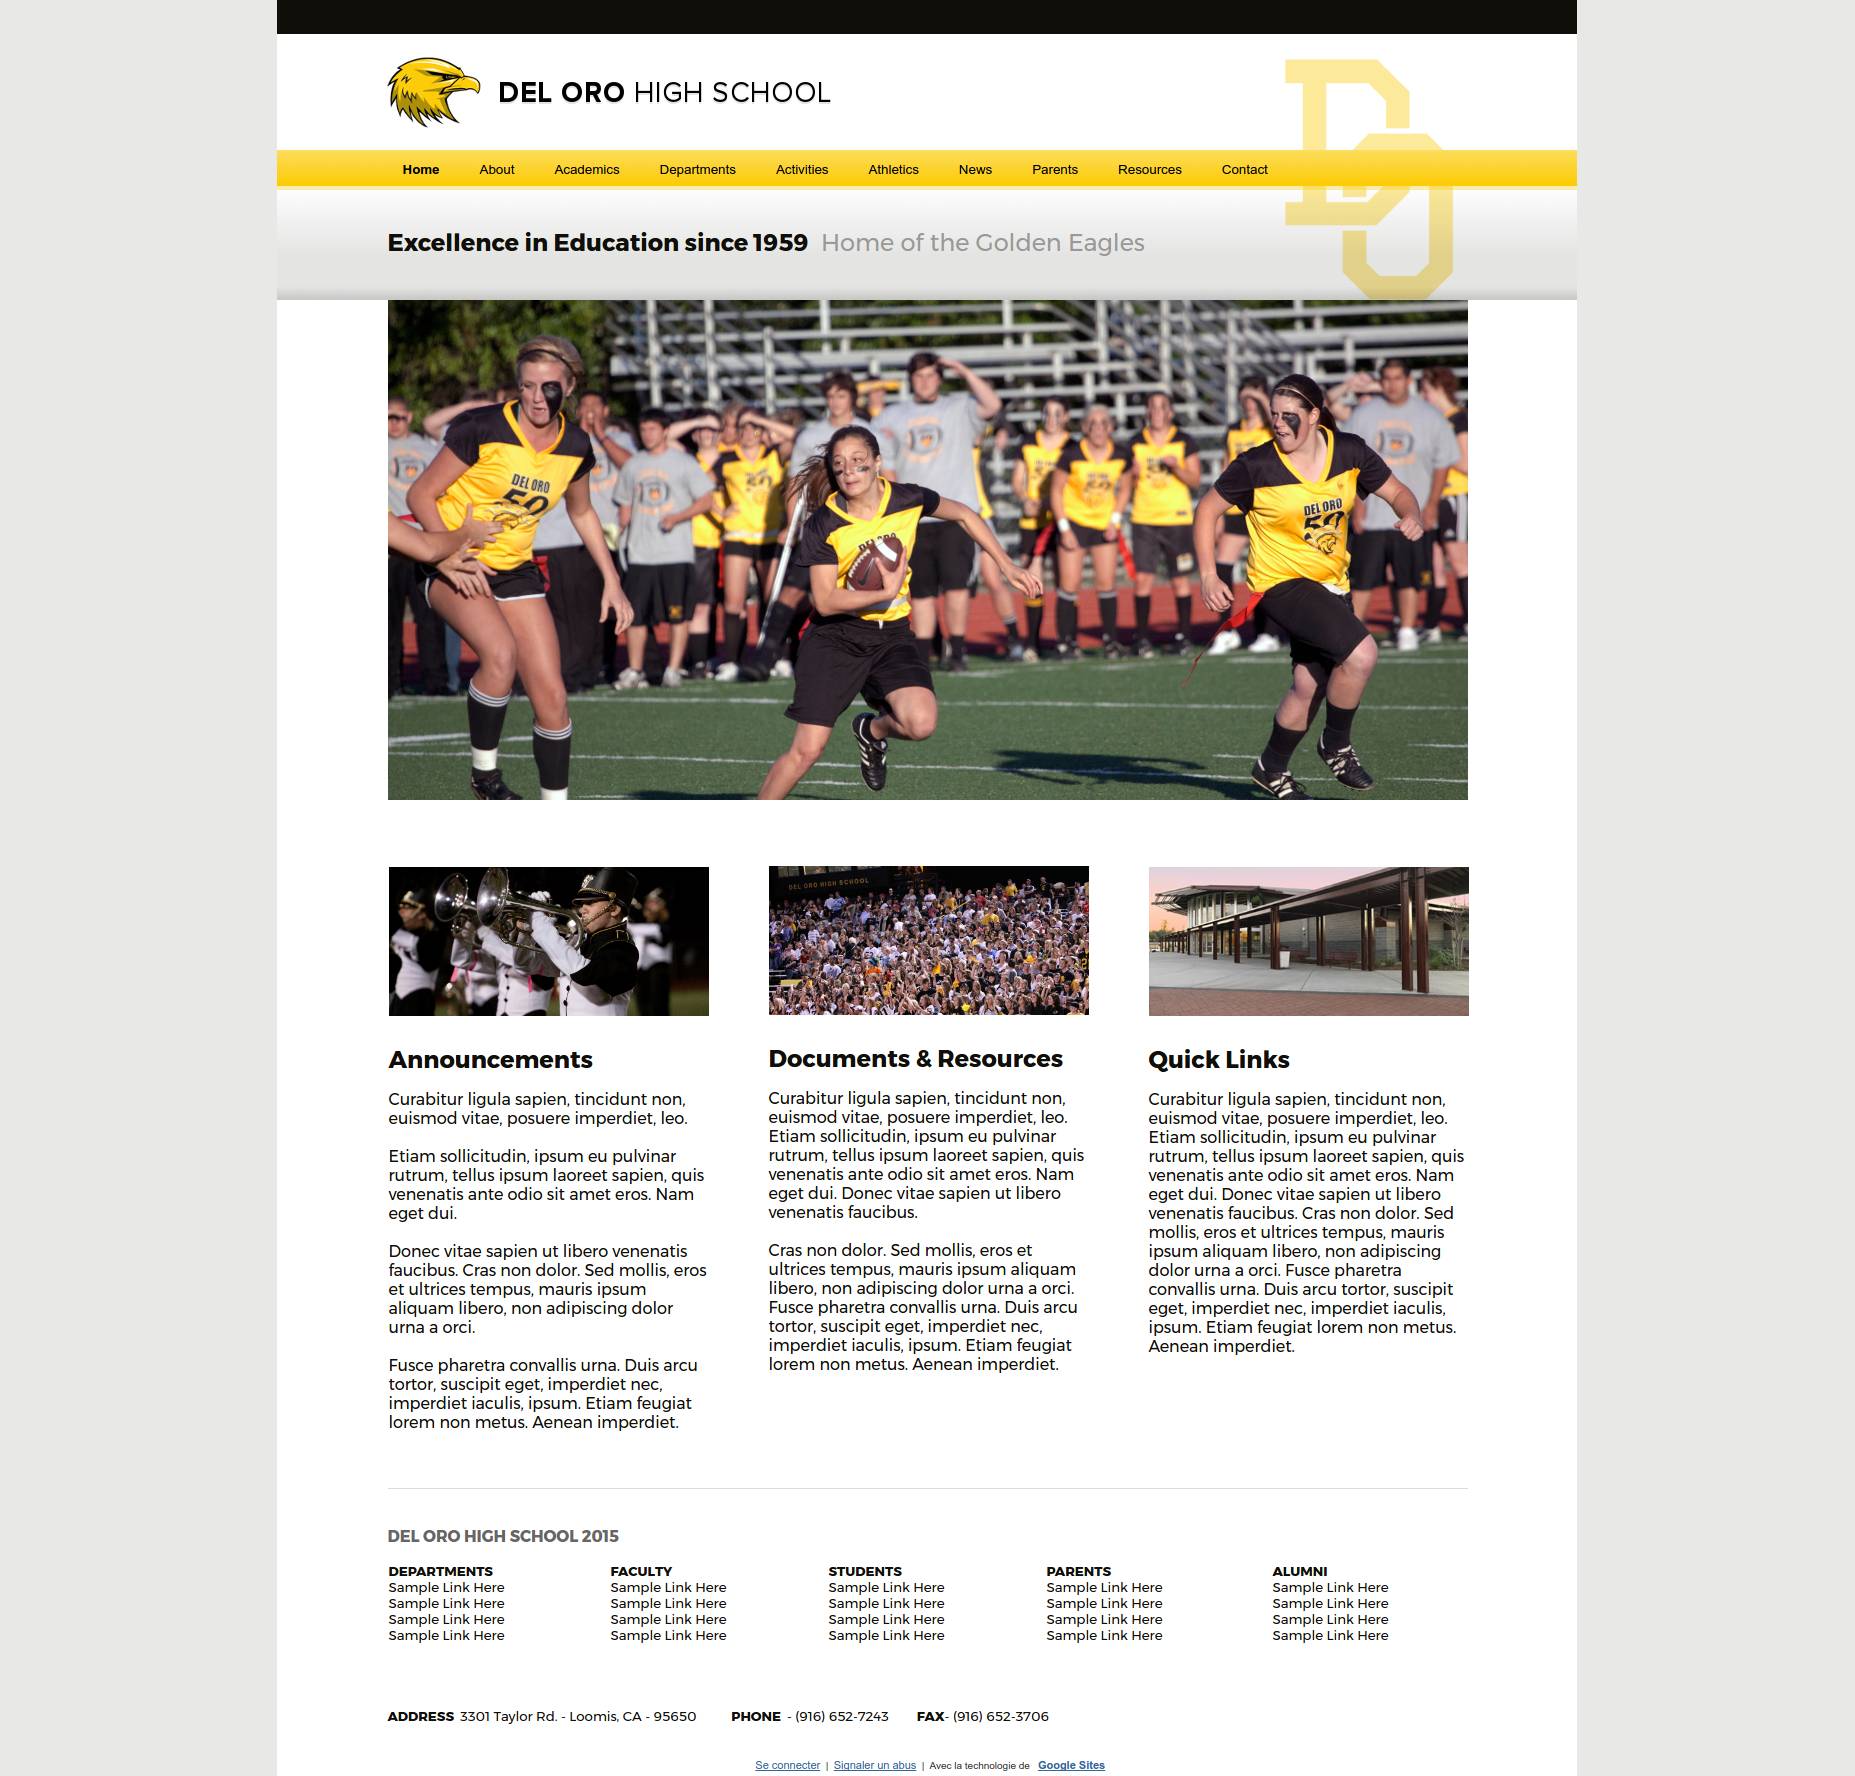 DEL ORO HIGH SCHOOL
Home About Academics Departments Activities Athletics News Parents Resources Contact
Excellence in Education since 1959 Home of the Golden Eagles
DEL ORO
50
DEL ORO
DEL ORO
50
DEL ORO HIGH SCHOOL
Announcements
Curabitur ligula sapien, tincidunt non,
euismod vitae, posuere imperdiet, leo.
Etiam sollicitudin, ipsum eu pulvinar
rutrum, tellus ipsum laoreet sapien, quis
venenatis ante odio sit amet eros. Nam
eget dui.
Donec vitae sapien ut libero venenatis
faucibus. Cras non dolor. Sed mollis, eros
et ultrices tempus, mauris ipsum
aliquam libero, non adipiscing dolor
urna a orci.
Fusce pharetra convallis urna. Duis arcu
tortor, suscipit eget, imperdiet nec,
imperdiet iaculis, ipsum. Etiam feugiat
lorem non metus. Aenean imperdiet.
Documents & Resources
Curabitur ligula sapien, tincidunt non,
euismod vitae, posuere imperdiet, leo.
Etiam sollicitudin, ipsum eu pulvinar
rutrum, tellus ipsum laoreet sapien, quis
venenatis ante odio sit amet eros. Nam
eget dui. Donec vitae sapien ut libero
venenatis faucibus.
Cras non dolor. Sed mollis, eros et
ultrices tempus, mauris ipsum aliquam
libero, non adipiscing dolor urna a orci.
Fusce pharetra convallis urna. Duis arcu
tortor, suscipit eget, imperdiet nec,
imperdiet iaculis, ipsum. Etiam feugiat
lorem non metus. Aenean imperdiet.
Quick Links
Curabitur ligula sapien, tincidunt non,
euismod vitae, posuere imperdiet, leo.
Etiam sollicitudin, ipsum eu pulvinar
rutrum, tellus ipsum laoreet sapien, quis
venenatis ante odio sit amet eros. Nam
eget dui. Donec vitae sapien ut libero
venenatis faucibus. Cras non dolor. Sed
mollis, eros et ultrices tempus, mauris
ipsum aliquam libero, non adipiscing
dolor urna a orci. Fusce pharetra
convallis urna. Duis arcu tortor, suscipit
eget, imperdiet nec, imperdiet iaculis,
ipsum. Etiam feugiat lorem non metus.
Aenean imperdiet.
DEL ORO HIGH SCHOOL 2015
DEPARTMENTS
Sample Link Here
Sample Link Here
Sample Link Here
Sample Link Here
FACULTY
Sample Link Here
Sample Link Here
Sample Link Here
Sample Link Here
STUDENTS
Sample Link Here
Sample Link Here
Sample Link Here
Sample Link Here
PARENTS
Sample Link Here
Sample Link Here
Sample Link Here
Sample Link Here
ALUMNI
Sample Link Here
Sample Link Here
Sample Link Here
Sample Link Here
ADDRESS 3301 Taylor Rd. - Loomis, CA - 95650 PHONE - (916) 652-7243 FAX- (916) 652-3706
Se connecter | Signaler un abus | Avec la technologie de Google Sites